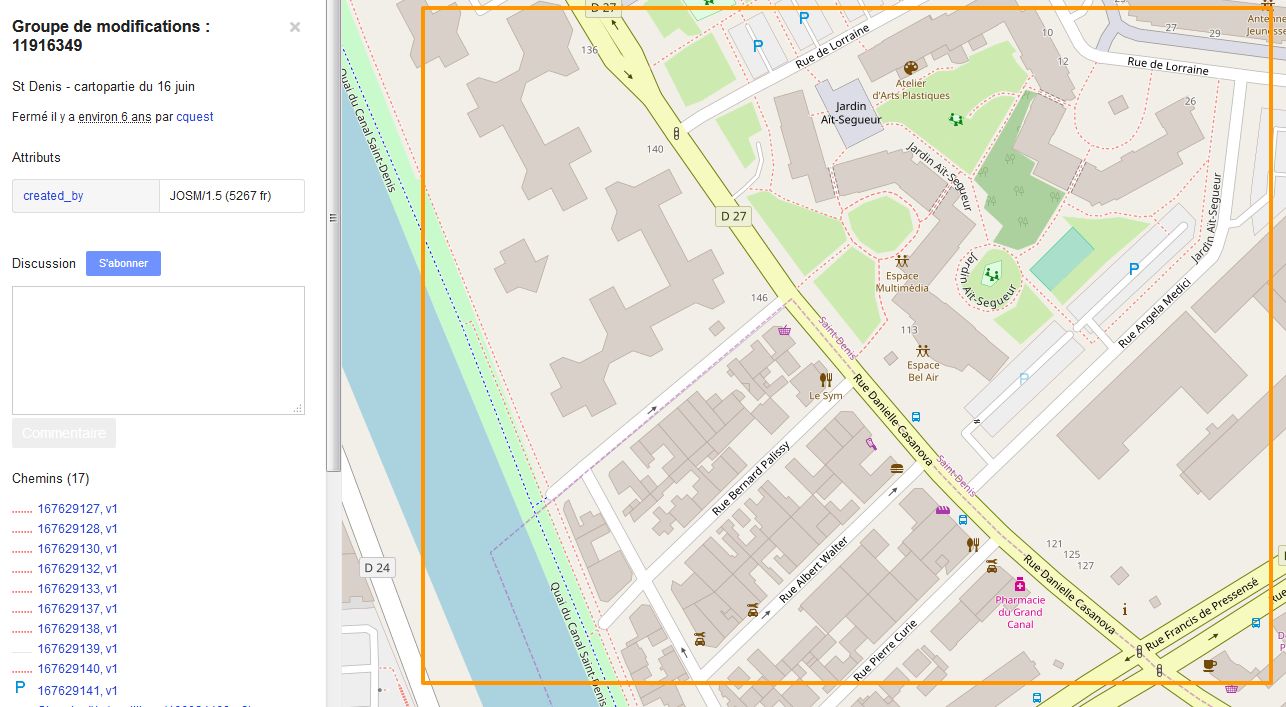 Groupe de modifications :
11916349
×
St Denis - cartopartie du 16 juin
Fermé il y a environ 6 ans par cquest
Attributs
created_by
JOSM/1.5 (5267 fr)
Discussion
S'abonner
Commentaire
Chemins (17)
167629127, v1
167629128, v1
167629130, v1
167629132, v1
167629133, v1
167629137, v1
167629138, v1
167629139, v1
167629140, v1
P
167629141, v1
D 27
136
P
P
Rue de Lorraine
10
12
27
29
Antenne
Jeunesse
Rue de Lorraine
Atelier
d'Arts Plastiques
26
Jardin
Aït-Segueur
Quai du Canal Saint-Denis
140
Jardin Aït-Segueur
D 27
Jardin Aït-Segueur
Espace
Multimédia
Jardin
Aït-Segueur
P
146
Saint-Denis
113
Rue Angela Medici
Espace
Bel Air
P
Le Sym
Rue Danielle Casanova
Rue Bernard Palissy
Saint-Denis
D 24
Rue Albert Walter
121
125
127
Rue Danielle Casanova
Pharmacie
du Grand
Canal
Rue Francis de Pressensé
Quai du Canal Saint-Denis
Rue Pierre Curie